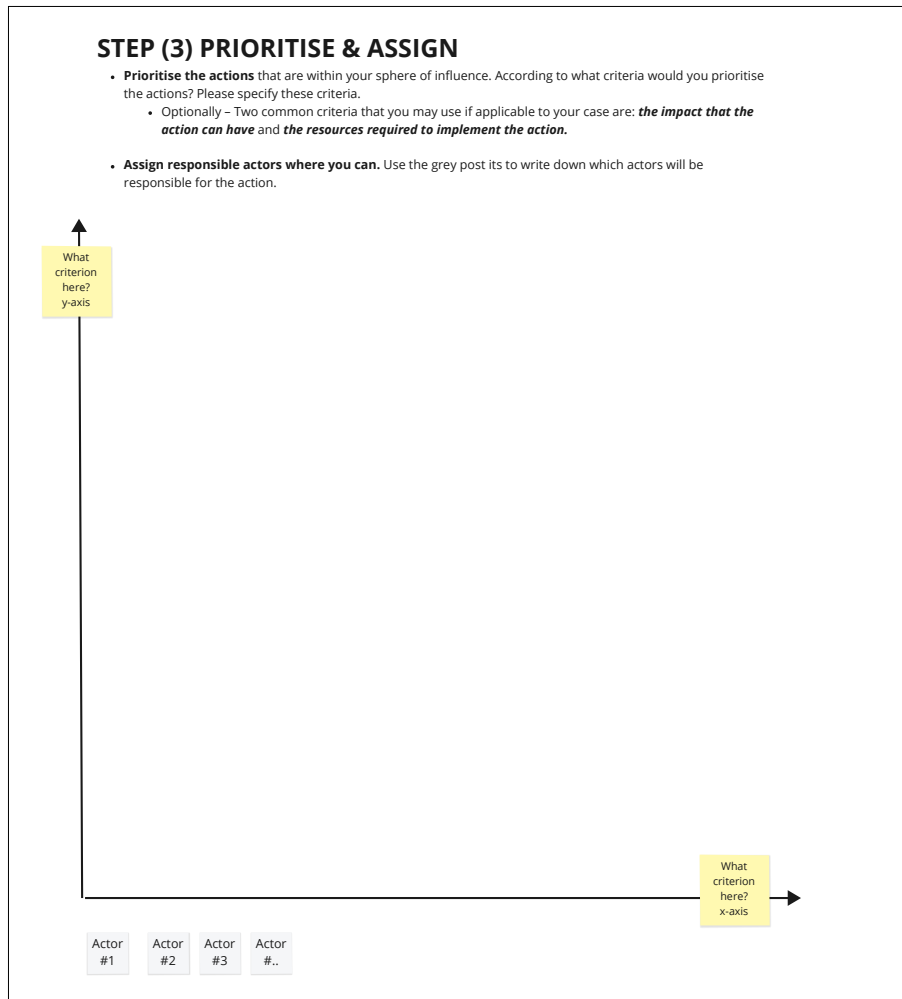 STEP (3) PRIORITISE & ASSIGN
• Prioritise the actions that are within your sphere of influence. According to what criteria would you prioritise
the actions? Please specify these criteria.
• Optionally – Two common criteria that you may use if applicable to your case are: the impact that the
action can have and the resources required to implement the action.
• Assign responsible actors where you can. Use the grey post its to write down which actors will be
responsible for the action.
What
criterion
here?
y-axis
What
criterion
here?
x-axis
Actor
#1
Actor
#2
Actor
#3
Actor
#..